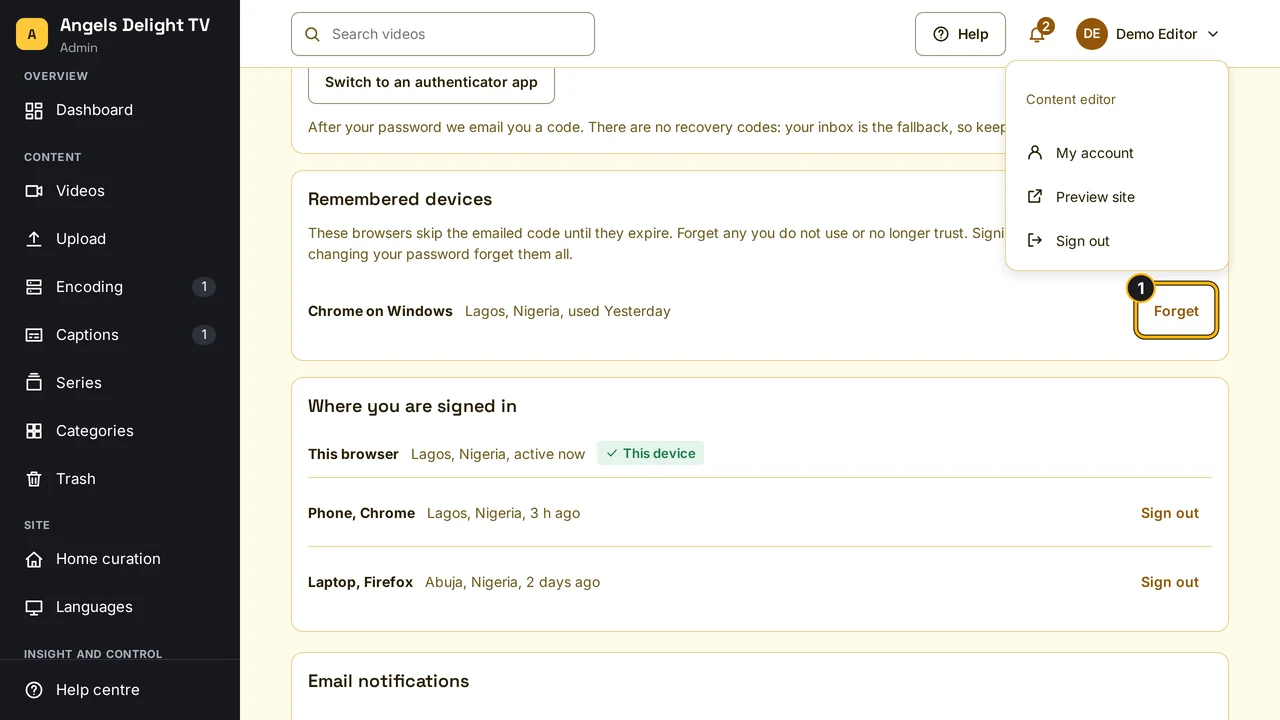 A
Angels Delight TV
Admin
OVERVIEW
Dashboard
CONTENT
Videos
Upload
Encoding 1
Captions 1
Series
Categories
Trash
SITE
Home curation
Languages
INSIGHT AND CONTROL
Help centre
Search videos
Help
2
DE
Demo Editor
Content editor
My account
Preview site
Sign out
Switch to an authenticator app
After your password we email you a code. There are no recovery codes: your inbox is the fallback, so keep
Remembered devices
These browsers skip the emailed code until they expire. Forget any you do not use or no longer trust.
changing your password forget them all.
Chrome on Windows Lagos, Nigeria, used Yesterday
1
Forget
Where you are signed in
This browser Lagos, Nigeria, active now This device
Phone, Chrome Lagos, Nigeria, 3 h ago Sign out
Laptop, Firefox Abuja, Nigeria, 2 days ago Sign out
Email notifications